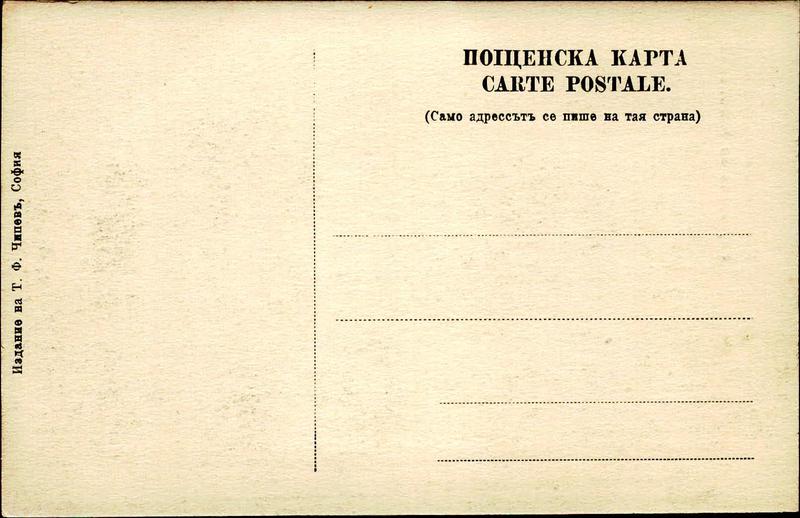 ПОЩЕНСКА КАРТА
CARTE POSTALE.
(Само адрессътъ се пише на тая страна)
Издание на Т. Ф. Чипевъ, София